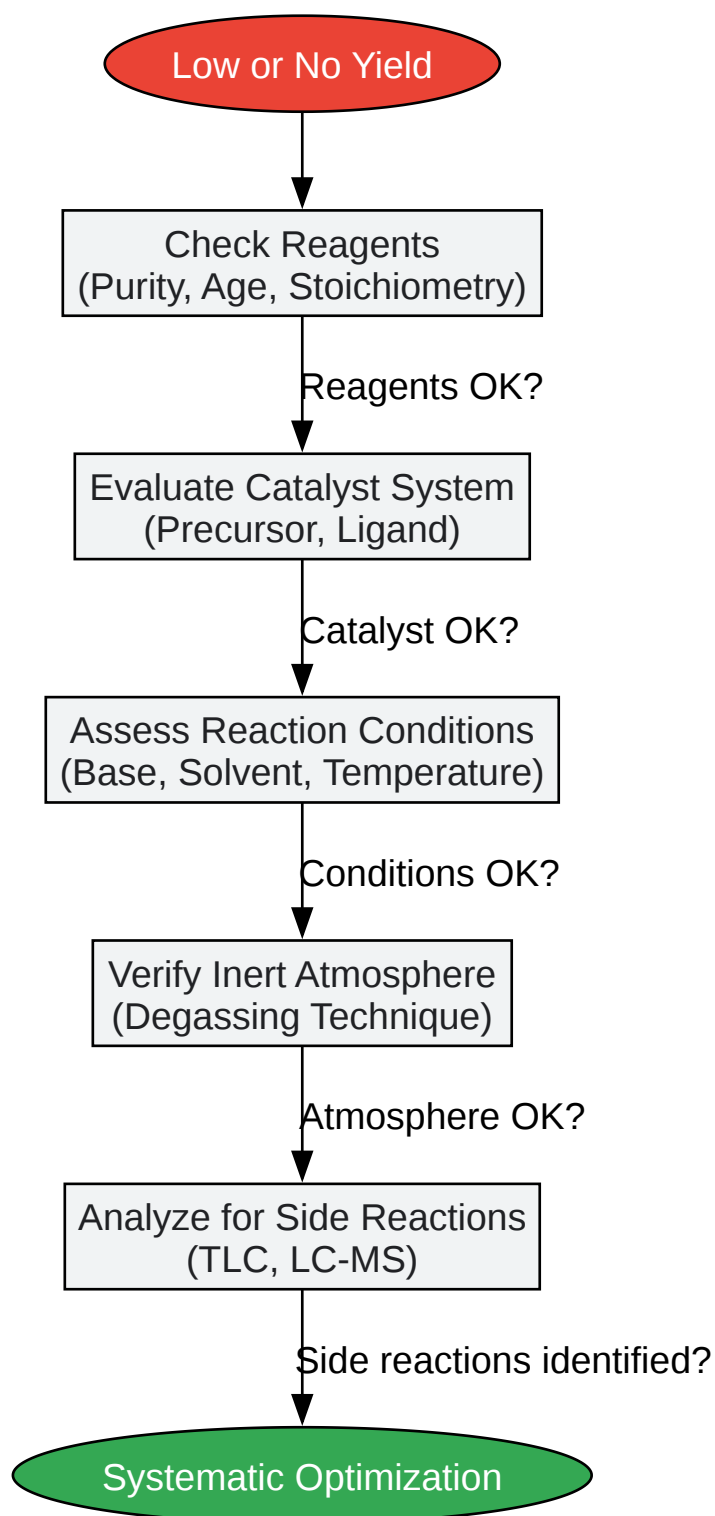 Low or No Yield
Check Reagents
(Purity, Age, Stoichiometry)
Reagents OK?
Evaluate Catalyst System
(Precursor, Ligand)
Catalyst OK?
Assess Reaction Conditions
(Base, Solvent, Temperature)
Conditions OK?
Verify Inert Atmosphere
(Degassing Technique)
Atmosphere OK?
Analyze for Side Reactions
(TLC, LC-MS)
Side reactions identified?
Systematic Optimization